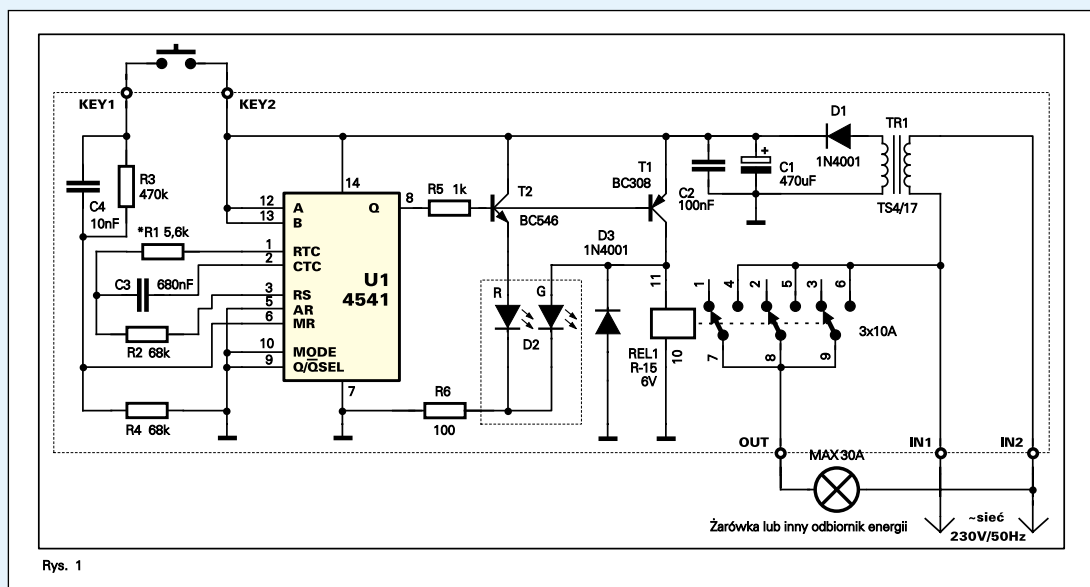 KEY1
KEY2
D1
1N4001
TR1
TS4/17
C4
10nF
R3
470k
*R1 5,6k
C3
680nF
R2 68k
R4 68k
14
12
13
1
2
3
5
6
10
9
7
8
A
B
RTC
CTC
RS
AR
MR
MODE
Q/QSEL
Q
U1
4541
R5 1k
T2
BC546
T1
BC308
C2
100nF
+
C1
470uF
D3
1N4001
R
G
D2
R6
100
11
10
REL1
R-15
6V
1
4
2
5
3
6
7
8
9
3x10A
OUT
IN1
IN2
MAX 30A
Żarówka lub inny odbiornik energii
~sieć
230V/50Hz
Rys. 1